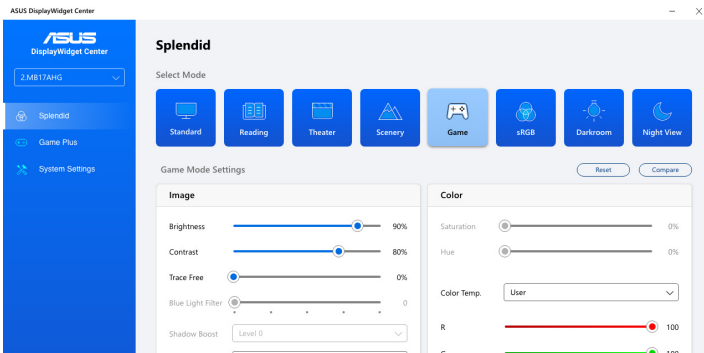 ASUS DisplayWidget Center
ASUS
DisplayWidget Center
2.MB17AHG
Splendid
Game Plus
System Settings
Splendid
Select Mode
Standard
Reading
Theater
Scenery
Game
sRGB
Darkroom
Night View
Game Mode Settings
Reset
Compare
Image
Brightness 90%
Contrast 80%
Trace Free 0%
Blue Light Filter 0
Shadow Boost Level 0
Color
Saturation 0%
Hue 0%
Color Temp. User
R 100